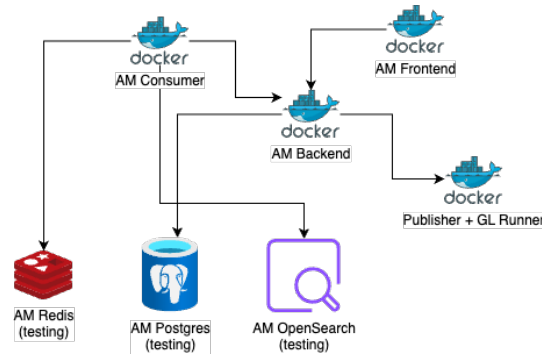 docker
AM Consumer
docker
AM Frontend
docker
AM Backend
docker
Publisher + GL Runner
AM Redis
(testing)
AM Postgres
(testing)
AM OpenSearch
(testing)